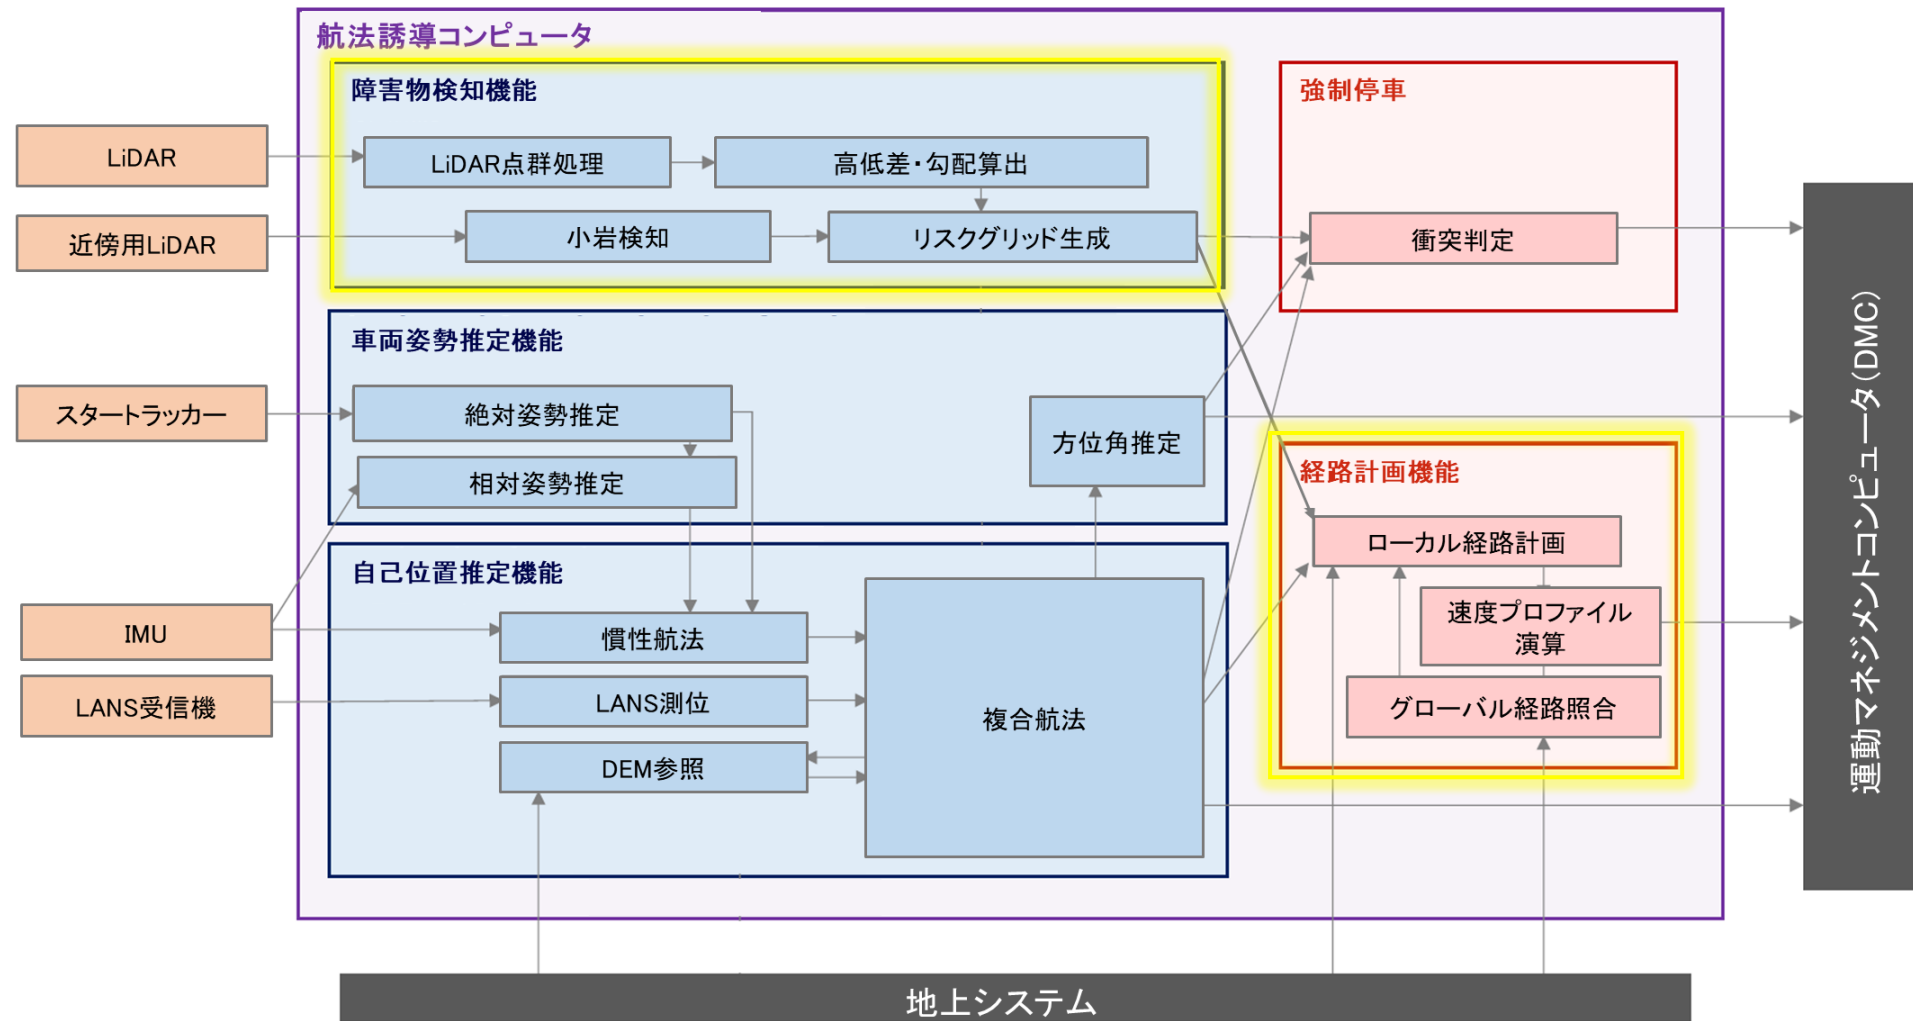 航法誘導コンピュータ
障害物検知機能
強制停車
LiDAR
LiDAR点群処理
高低差・勾配算出
近傍用LiDAR
小岩検知
リスクグリッド生成
衝突判定
車両姿勢推定機能
スタートラッカー
絶対姿勢推定
方位角推定
相対姿勢推定
経路計画機能
ローカル経路計画
自己位置推定機能
IMU
慣性航法
速度プロファイル
演算
LANS受信機
LANS測位
複合航法
グローバル経路照合
DEM参照
運動マネジメントコンピュータ(DMC)
地上システム